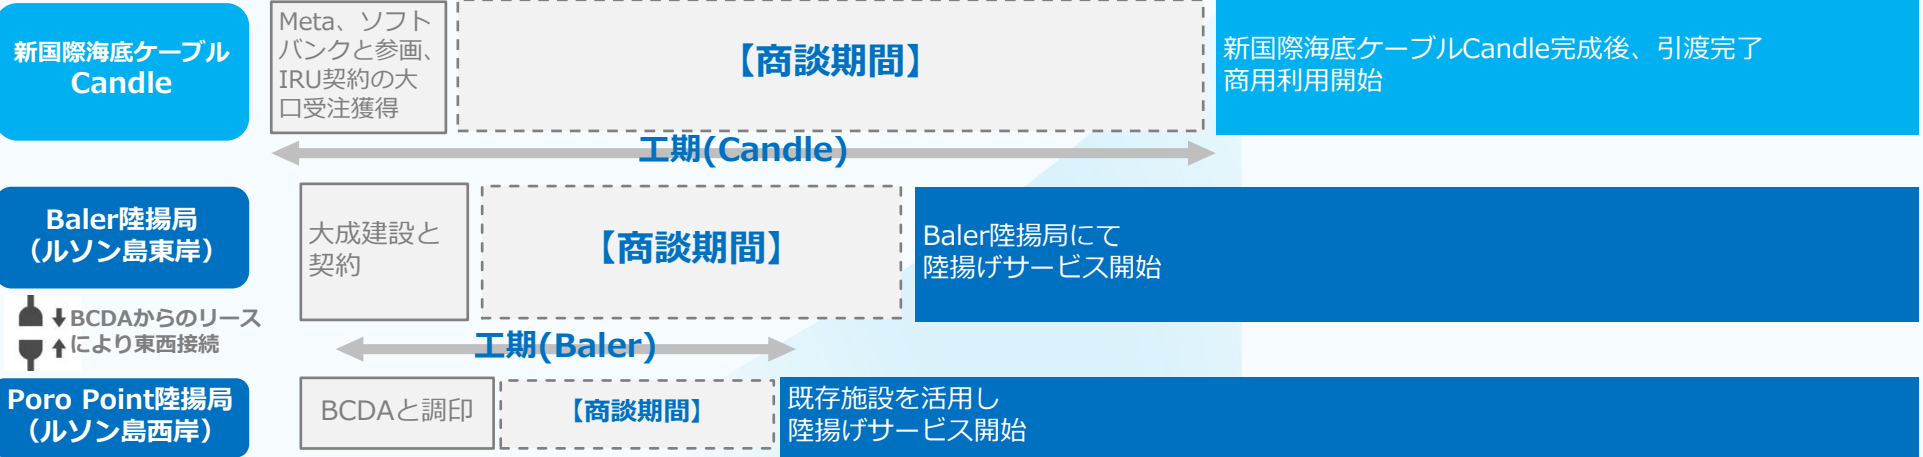 新国際海底ケーブル
Candle
Meta、ソフト
バンクと参画、
IRU契約の大
口受注獲得
【商談期間】
新国際海底ケーブルCandle完成後、引渡完了
商用利用開始
工期(Candle)
Baler陸揚局
（ルソン島東岸）
大成建設と
契約
【商談期間】
Baler陸揚局にて
陸揚げサービス開始
BCDAからのリース
により東西接続
工期(Baler)
Poro Point陸揚局
（ルソン島西岸）
BCDAと調印
【商談期間】
既存施設を活用し
陸揚げサービス開始